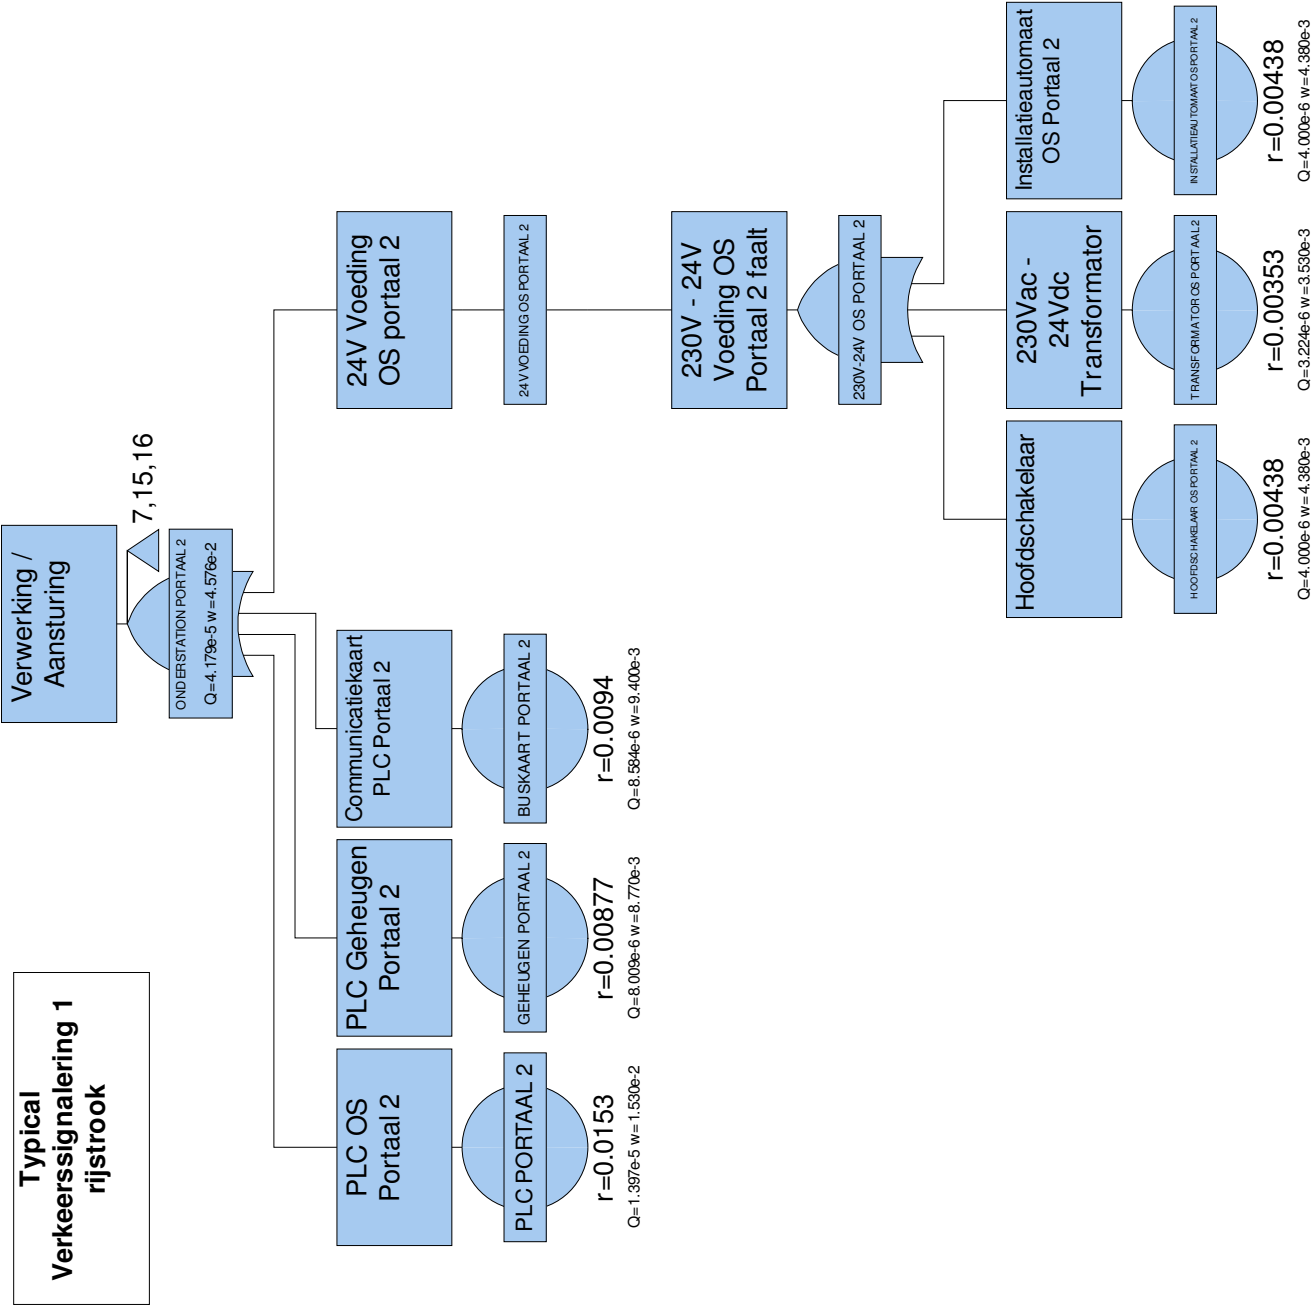 Typical
Verkeerssignalering 1
rijstrook
Verwerking /
Aansturing
7,15,16
ONDERSTATION PORTAAL 2
Q=4.179e-5 w=4.576e-2
PLC OS
Portaal 2
PLC PORTAAL 2
r=0.0153
Q=1.397e-5 w=1.530e-2
PLC Geheugen
Portaal 2
GEHEUGEN PORTAAL 2
r=0.00877
Q=8.009e-6 w=8.770e-3
Communicatiekaart
PLC Portaal 2
BUSKAART PORTAAL 2
r=0.0094
Q=8.584e-6 w=9.400e-3
24V Voeding
OS portaal 2
24V VOEDING OS PORTAAL 2
230V - 24V
Voeding OS
Portaal 2 faalt
230V-24V OS PORTAAL 2
Hoofdschakelaar
HOOFDSCHAKELAAR OS PORTAAL 2
r=0.00438
Q=4.000e-6 w=4.380e-3
230Vac -
24Vdc
Transformator
TRANSFORMATOR OS PORTAAL 2
r=0.00353
Q=3.224e-6 w=3.530e-3
Installatieautomaat
OS Portaal 2
INSTALLATIEAUTOMAAT OS PORTAAL 2
r=0.00438
Q=4.000e-6 w=4.380e-3